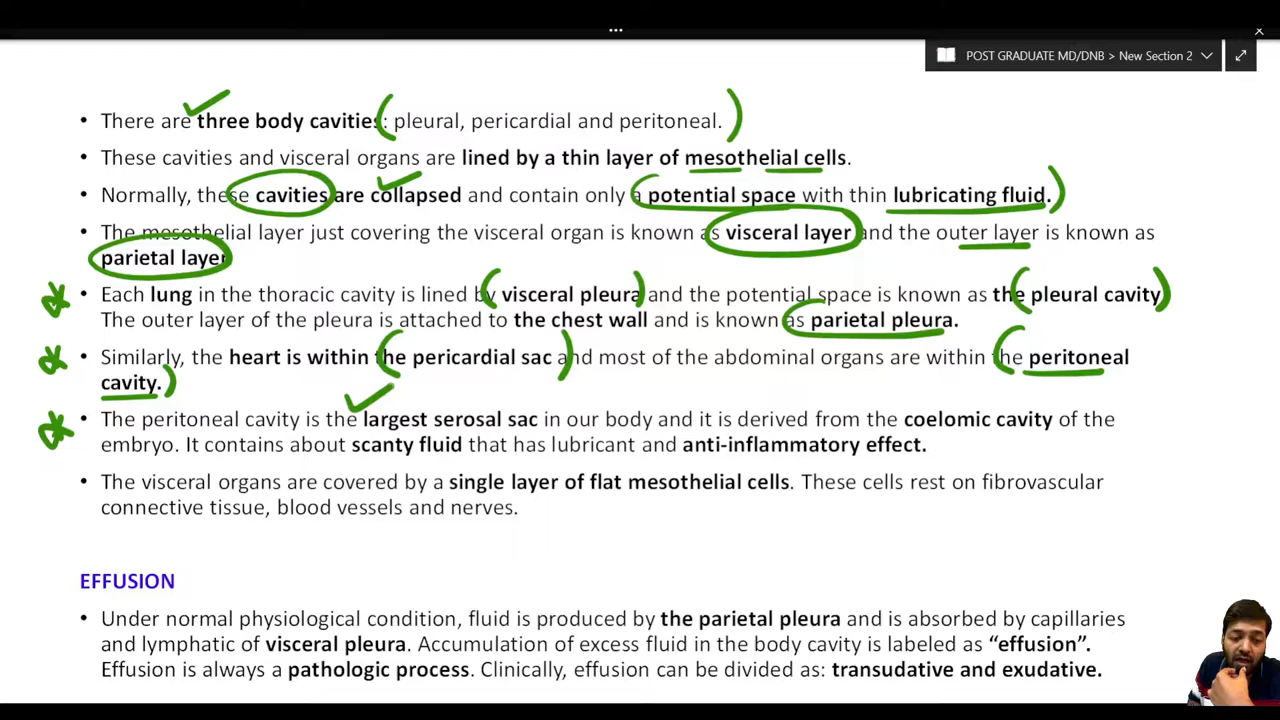 POST GRADUATE MD/DNB > New Section 2
• There are three body cavities: pleural, pericardial and peritoneal.
• These cavities and visceral organs are lined by a thin layer of mesothelial cells.
• Normally, these cavities are collapsed and contain only a potential space with thin lubricating fluid.
• The mesothelial layer just covering the visceral organ is known as visceral layer and the outer layer is known as
parietal layer
• Each lung in the thoracic cavity is lined by visceral pleura and the potential space is known as the pleural cavity
The outer layer of the pleura is attached to the chest wall and is known as parietal pleura.
• Similarly, the heart is within the pericardial sac and most of the abdominal organs are within the peritoneal
cavity.
• The peritoneal cavity is the largest serosal sac in our body and it is derived from the coelomic cavity of the
embryo. It contains about scanty fluid that has lubricant and anti-inflammatory effect.
• The visceral organs are covered by a single layer of flat mesothelial cells. These cells rest on fibrovascular
connective tissue, blood vessels and nerves.
EFFUSION
• Under normal physiological condition, fluid is produced by the parietal pleura and is absorbed by capillaries
and lymphatic of visceral pleura. Accumulation of excess fluid in the body cavity is labeled as “effusion”.
Effusion is always a pathologic process. Clinically, effusion can be divided as: transudative and exudative.